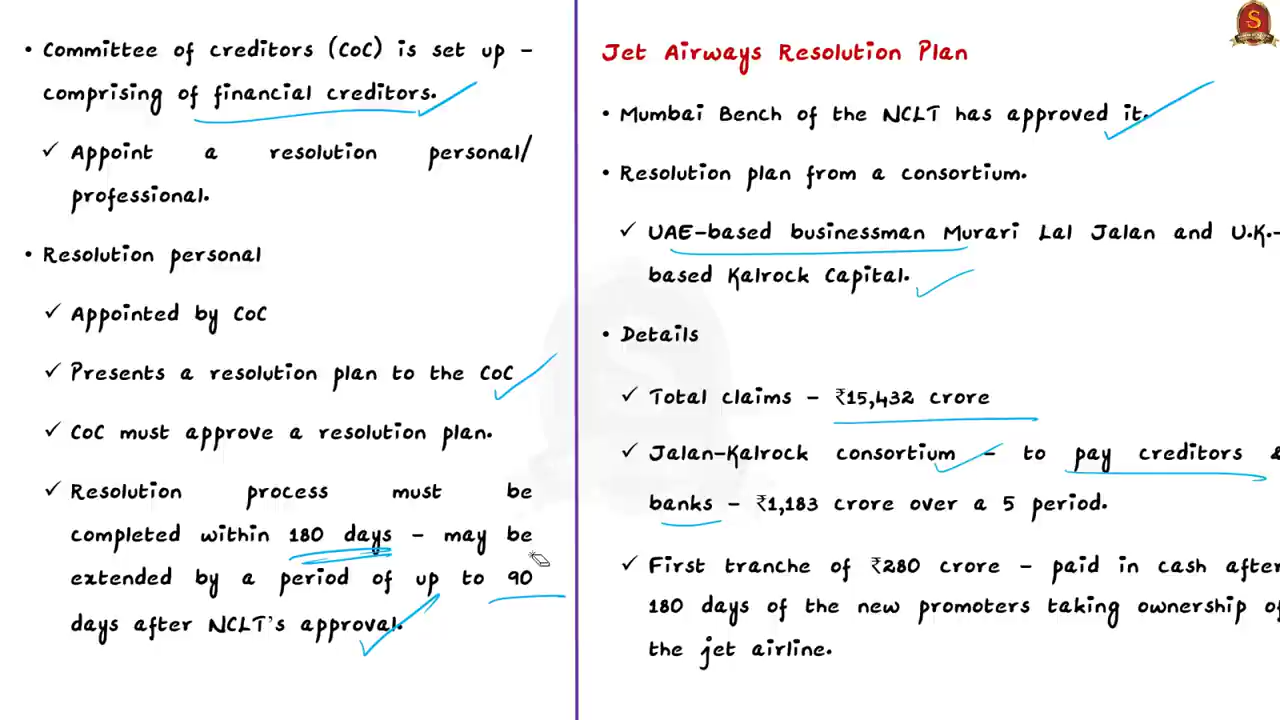 • Committee of creditors (CoC) is set up –
comprising of financial creditors.
✓ Appoint a resolution personal/
professional.
• Resolution personal
✓ Appointed by CoC
✓ Presents a resolution plan to the CoC
✓ CoC must approve a resolution plan.
✓ Resolution process must be
completed within 180 days – may be
extended by a period of up to 90
days after NCLT's approval.
Jet Airways Resolution Plan
• Mumbai Bench of the NCLT has approved it.
• Resolution plan from a consortium.
✓ UAE-based businessman Murari Lal Jalan and U.K.-
based Kalrock Capital.
• Details
✓ Total claims – ₹15,432 crore
✓ Jalan-Kalrock consortium – to pay creditors &
banks – ₹1,183 crore over a 5 period.
✓ First tranche of ₹280 crore – paid in cash after
180 days of the new promoters taking ownership of
the jet airline.